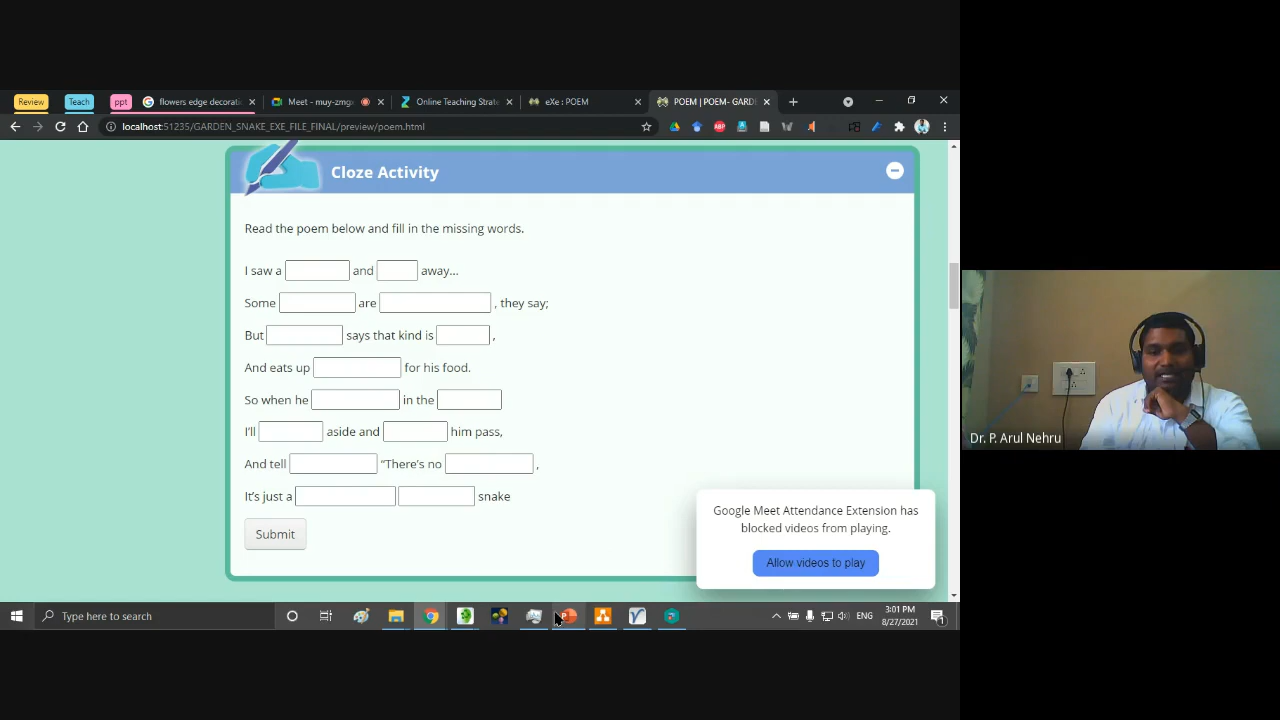 Review
Teach
ppt
flowers edge decorati
Meet - muy-zmg
Online Teaching Strate
eXe : POEM
POEM | POEM- GARD
localhost:51235/GARDEN_SNAKE_EXE_FILE_FINAL/preview/poem.html
ABP
Cloze Activity
Read the poem below and fill in the missing words.
I saw a and away...
Some are , they say;
But says that kind is ,
And eats up for his food.
So when he in the
I'll aside and him pass,
And tell “There's no ,
It's just a snake
Submit
Google Meet Attendance Extension has
blocked videos from playing.
Allow videos to play
Dr. P. Arul Nehru
Type here to search
ENG
3:01 PM
8/27/2021
1